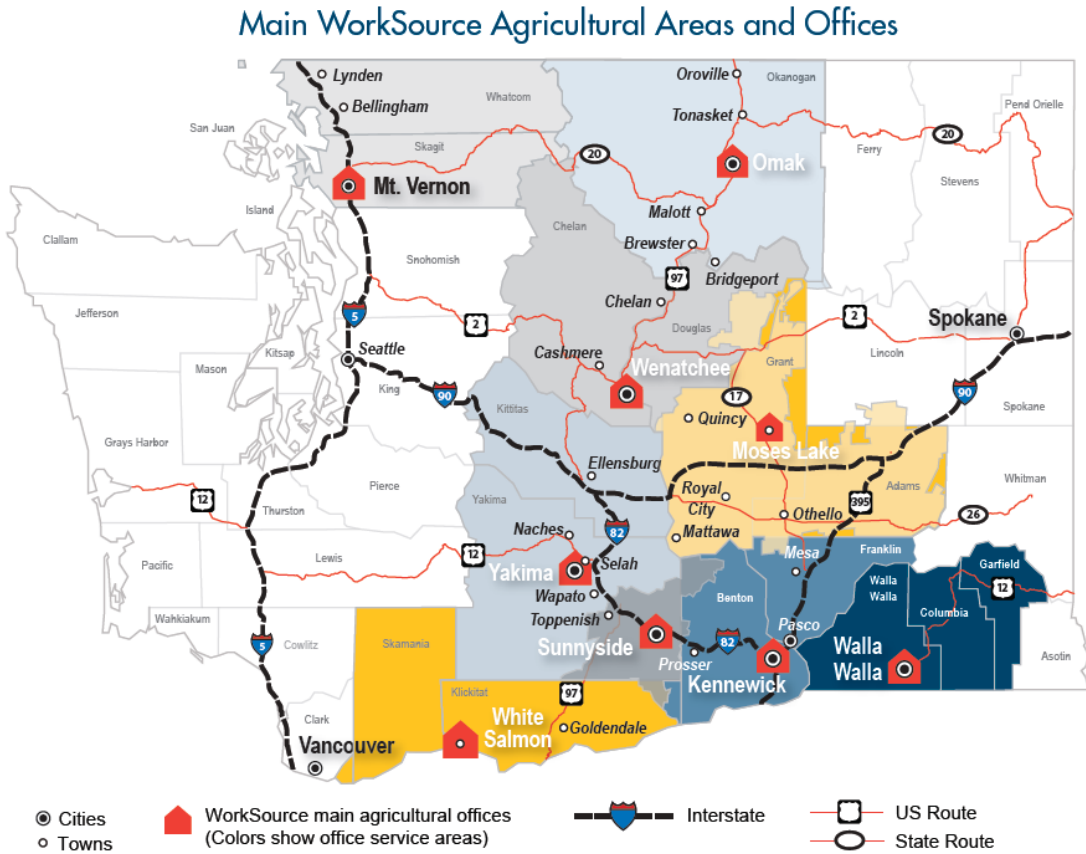 Main WorkSource Agricultural Areas and Offices
Lynden
Oroville
Okanogan
Whatcom
Bellingham
Pend Orielle
Tonasket
San Juan
Skagit
20
20
Ferry
Omak
Stevens
Mt. Vernon
Island
Malott
Chelan
Clallam
Brewster
Snohomish
Bridgeport
97
Jefferson
Chelan
5
2
2
Spokane
Douglas
Kitsap
Seattle
Cashmere
Grant
Lincoln
Mason
Wenatchee
King
90
90
17
Kittitas
Quincy
Spokane
Grays Harbor
Moses Lake
Ellensburg
Pierce
Yakima
Royal
City
Adams
Whitman
12
395
Thurston
Othello
26
Naches
82
Mattawa
Lewis
12
Mesa
Franklin
Selah
Garfield
Pacific
Yakima
Walla
Walla
12
Wapato
Benton
Columbia
Wahkiakum
Toppenish
Pasco
5
Cowlitz
Skamania
Sunnyside
82
Walla
Walla
Asotin
Prosser
Kennewick
Klickitat
97
Clark
White
Salmon
Goldendale
Vancouver
Cities
WorkSource main agricultural offices
(Colors show office service areas)
Interstate
US Route
Towns
State Route